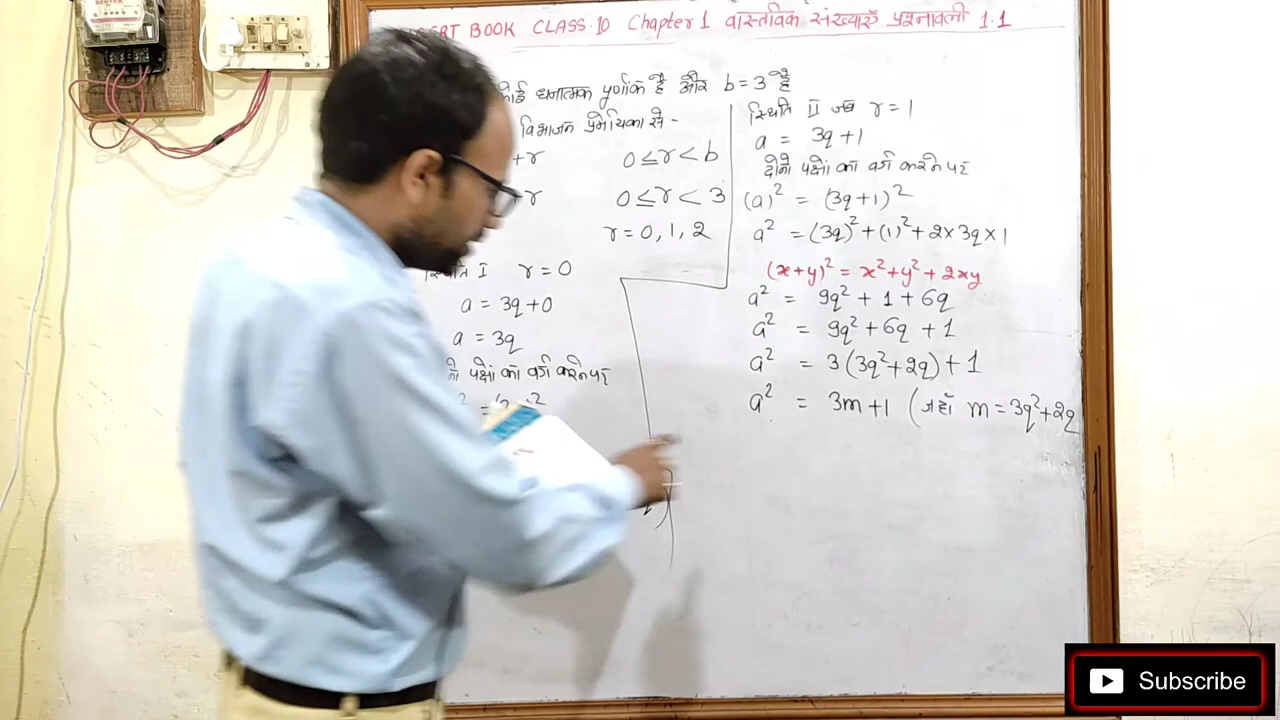 BOOK CLASS.10 Chapter 1 वास्तविक संख्याएँ प्रश्नावली 1.1
कोई धनात्मक पूर्णांक है और b = 3 है
विभाजन प्रमेयिका से -
+r 0 ≤ r < b
+r 0 ≤ r < 3
r = 0, 1, 2
स्थिति I r = 0
a = 3q + 0
a = 3q
पक्षों का वर्ग करने पर
स्थिति II जब r = 1
a = 3q + 1
दोनों पक्षों का वर्ग करने पर
(a)² = (3q+1)²
a² = (3q)² + (1)² + 2×3q×1
(x+y)² = x² + y² + 2xy
a² = 9q² + 1 + 6q
a² = 9q² + 6q + 1
a² = 3(3q²+2q) + 1
a² = 3m + 1 (जहाँ m = 3q²+2q
Subscribe